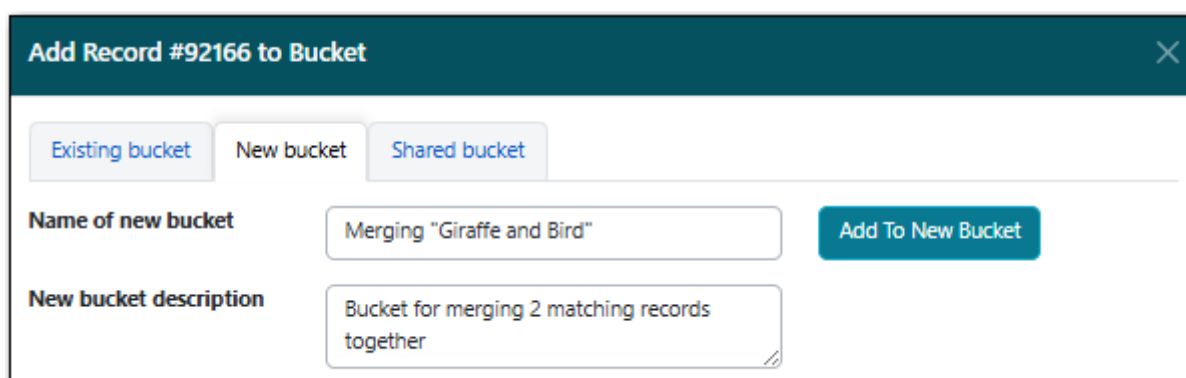 Add Record #92166 to Bucket
Existing bucket New bucket Shared bucket
Name of new bucket Merging "Giraffe and Bird" Add To New Bucket
New bucket description Bucket for merging 2 matching records
together